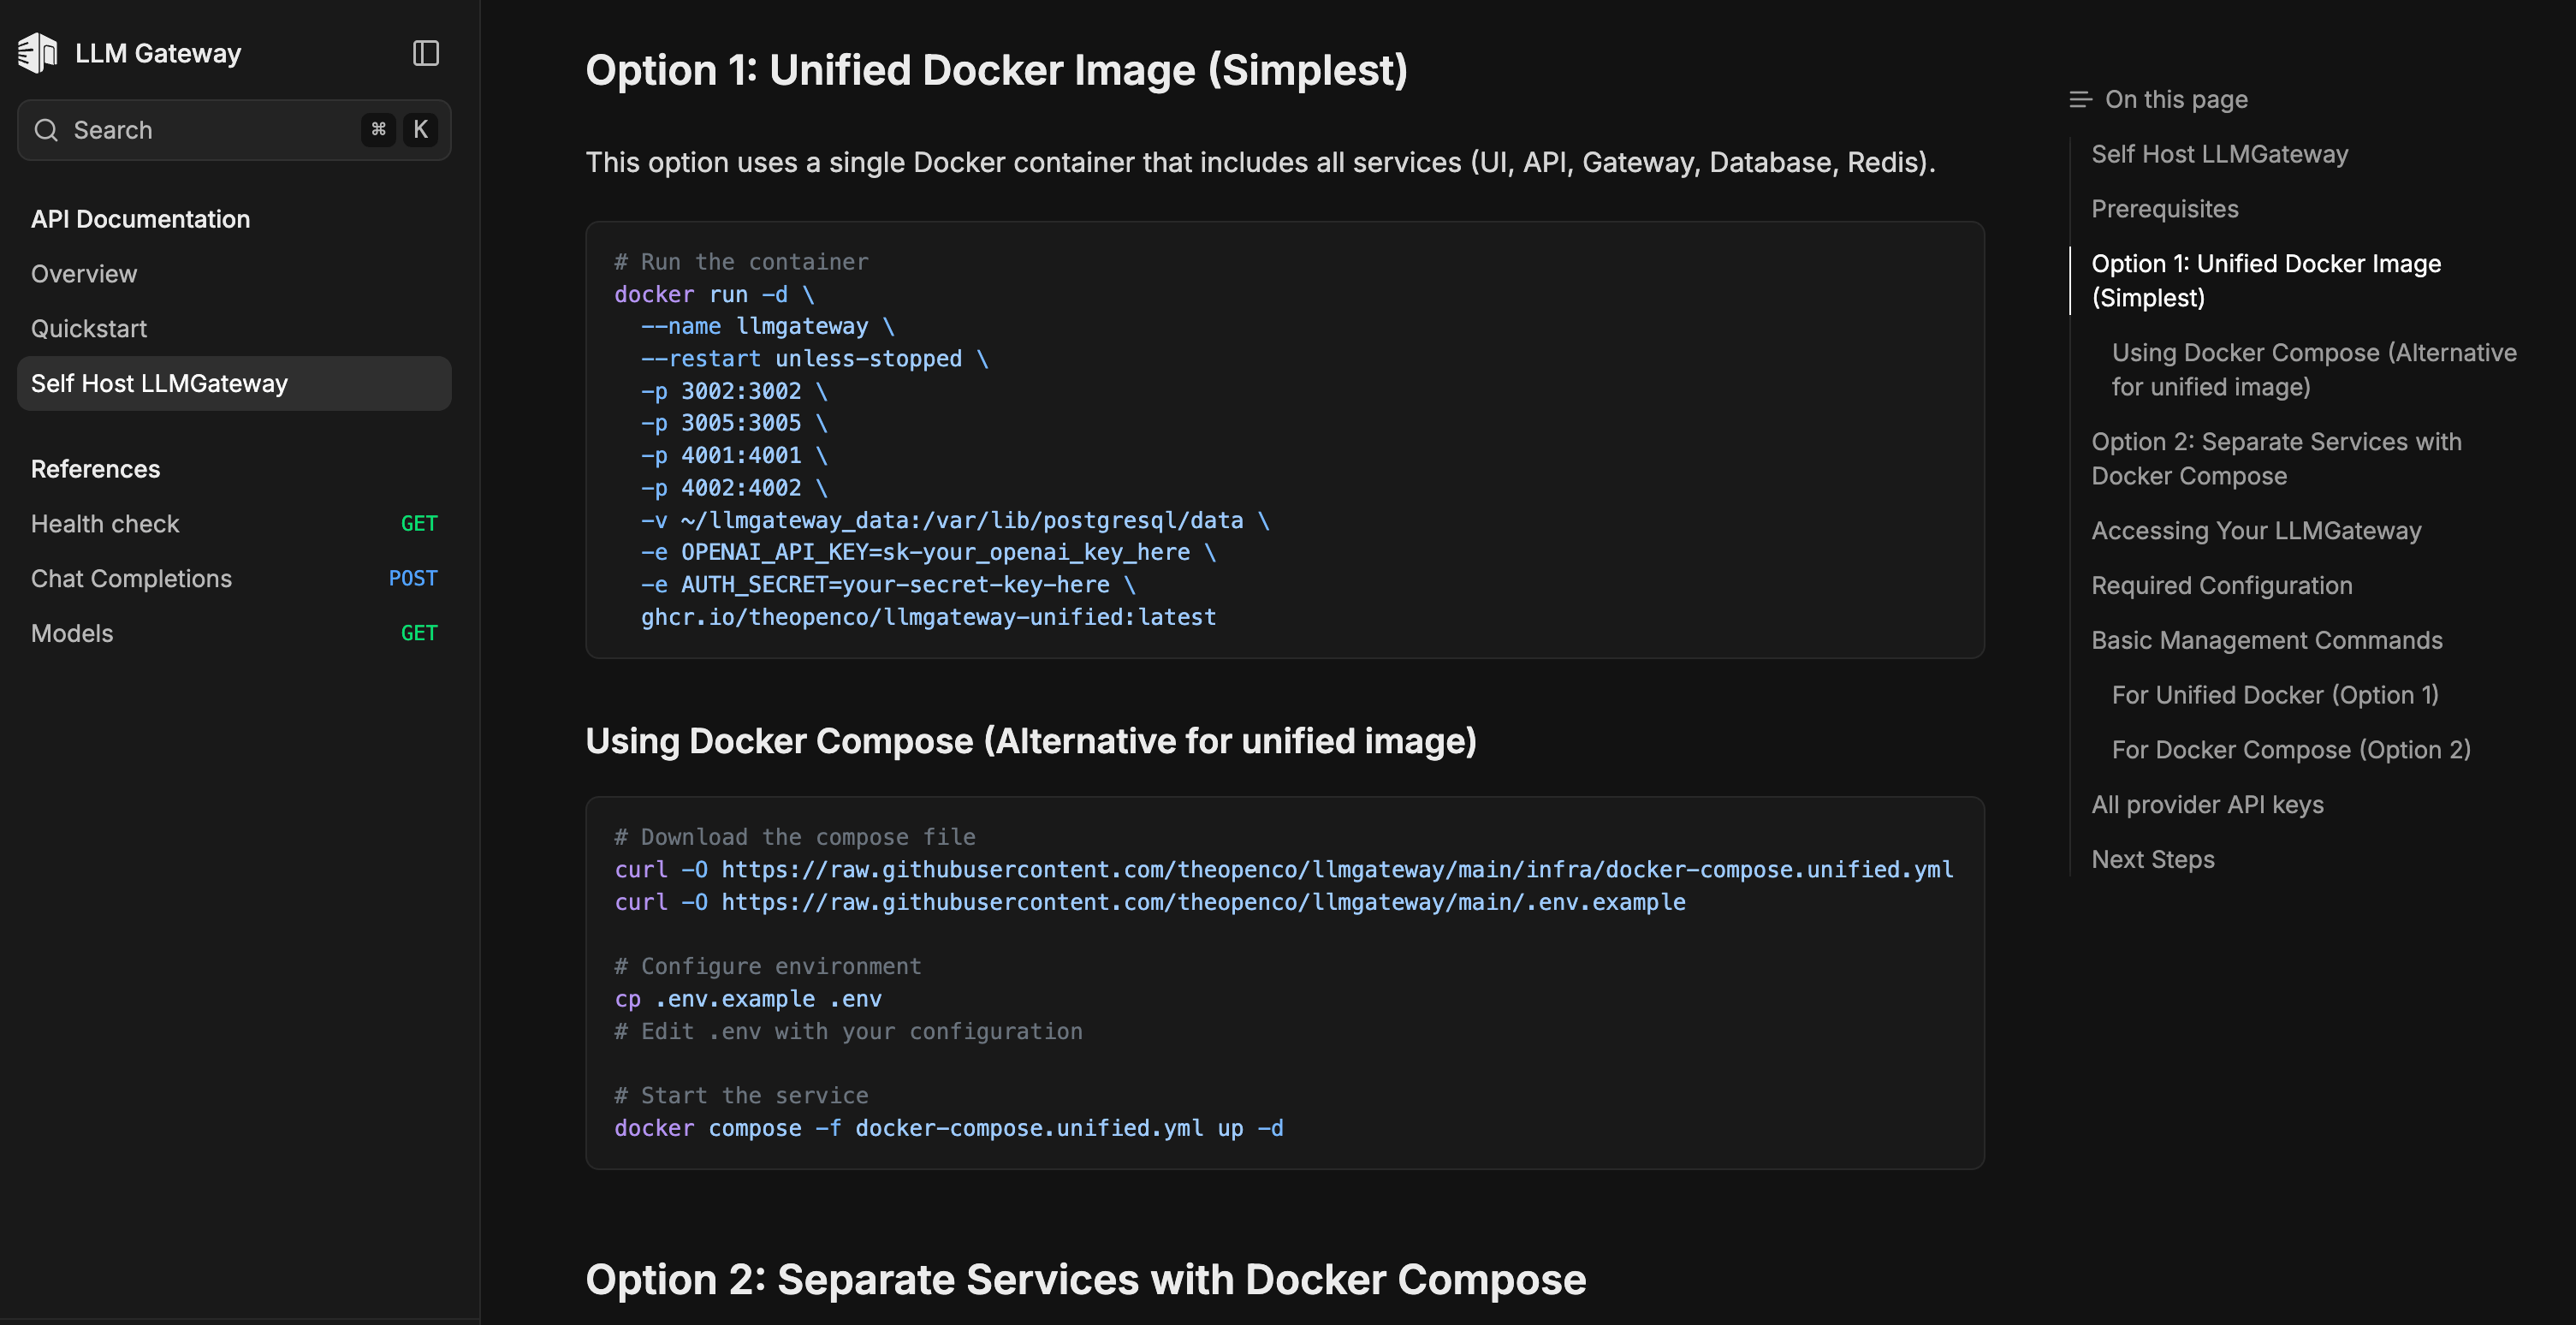 LLM Gateway
Search
⌘ K
API Documentation
Overview
Quickstart
Self Host LLMGateway
References
Health check GET
Chat Completions POST
Models GET
Option 1: Unified Docker Image (Simplest)
This option uses a single Docker container that includes all services (UI, API, Gateway, Database, Redis).
# Run the container
docker run -d \
  --name llmgateway \
  --restart unless-stopped \
  -p 3002:3002 \
  -p 3005:3005 \
  -p 4001:4001 \
  -p 4002:4002 \
  -v ~/llmgateway_data:/var/lib/postgresql/data \
  -e OPENAI_API_KEY=sk-your_openai_key_here \
  -e AUTH_SECRET=your-secret-key-here \
  ghcr.io/theopenco/llmgateway-unified:latest
Using Docker Compose (Alternative for unified image)
# Download the compose file
curl -O https://raw.githubusercontent.com/theopenco/llmgateway/main/infra/docker-compose.unified.yml
curl -O https://raw.githubusercontent.com/theopenco/llmgateway/main/.env.example
# Configure environment
cp .env.example .env
# Edit .env with your configuration
# Start the service
docker compose -f docker-compose.unified.yml up -d
Option 2: Separate Services with Docker Compose
On this page
Self Host LLMGateway
Prerequisites
Option 1: Unified Docker Image
(Simplest)
Using Docker Compose (Alternative
for unified image)
Option 2: Separate Services with
Docker Compose
Accessing Your LLMGateway
Required Configuration
Basic Management Commands
For Unified Docker (Option 1)
For Docker Compose (Option 2)
All provider API keys
Next Steps